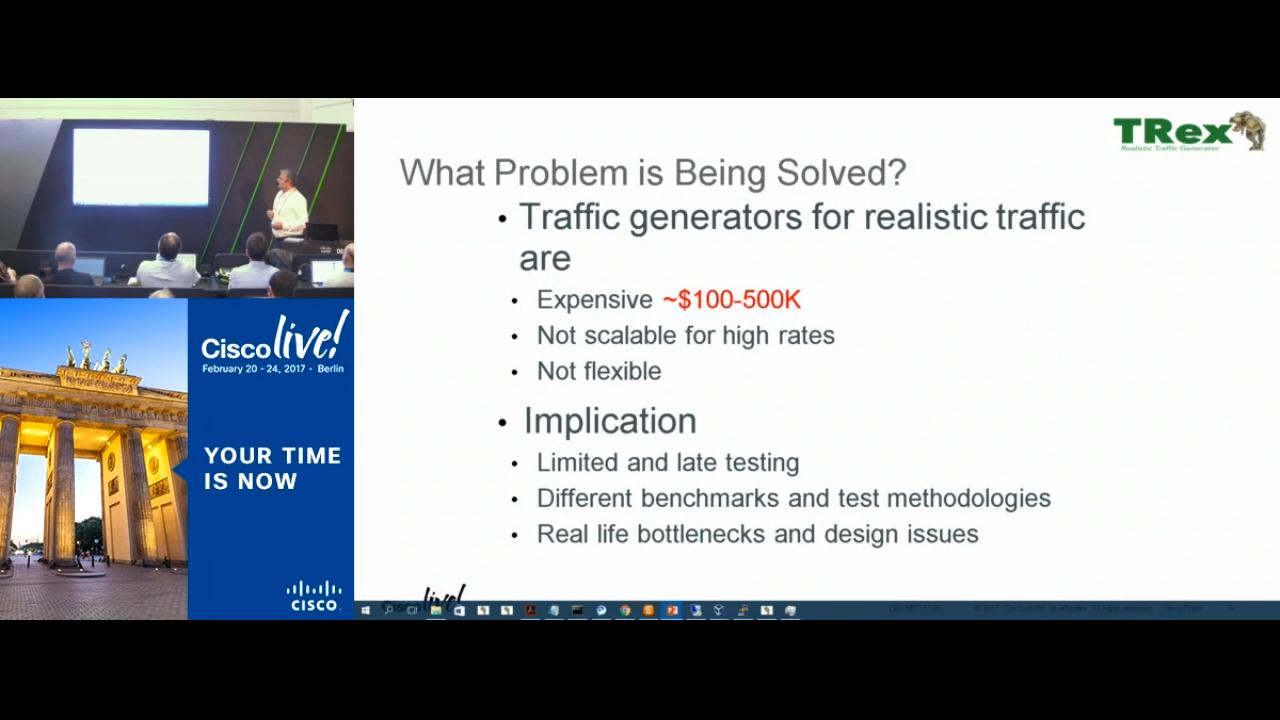 TRex
Realistic Traffic Generator
What Problem is Being Solved?
• Traffic generators for realistic traffic
are
• Expensive ~$100-500K
• Not scalable for high rates
• Not flexible
• Implication
• Limited and late testing
• Different benchmarks and test methodologies
• Real life bottlenecks and design issues
Cisco live!
February 20 - 24, 2017 • Berlin
YOUR TIME
IS NOW
CISCO
Cisco live!